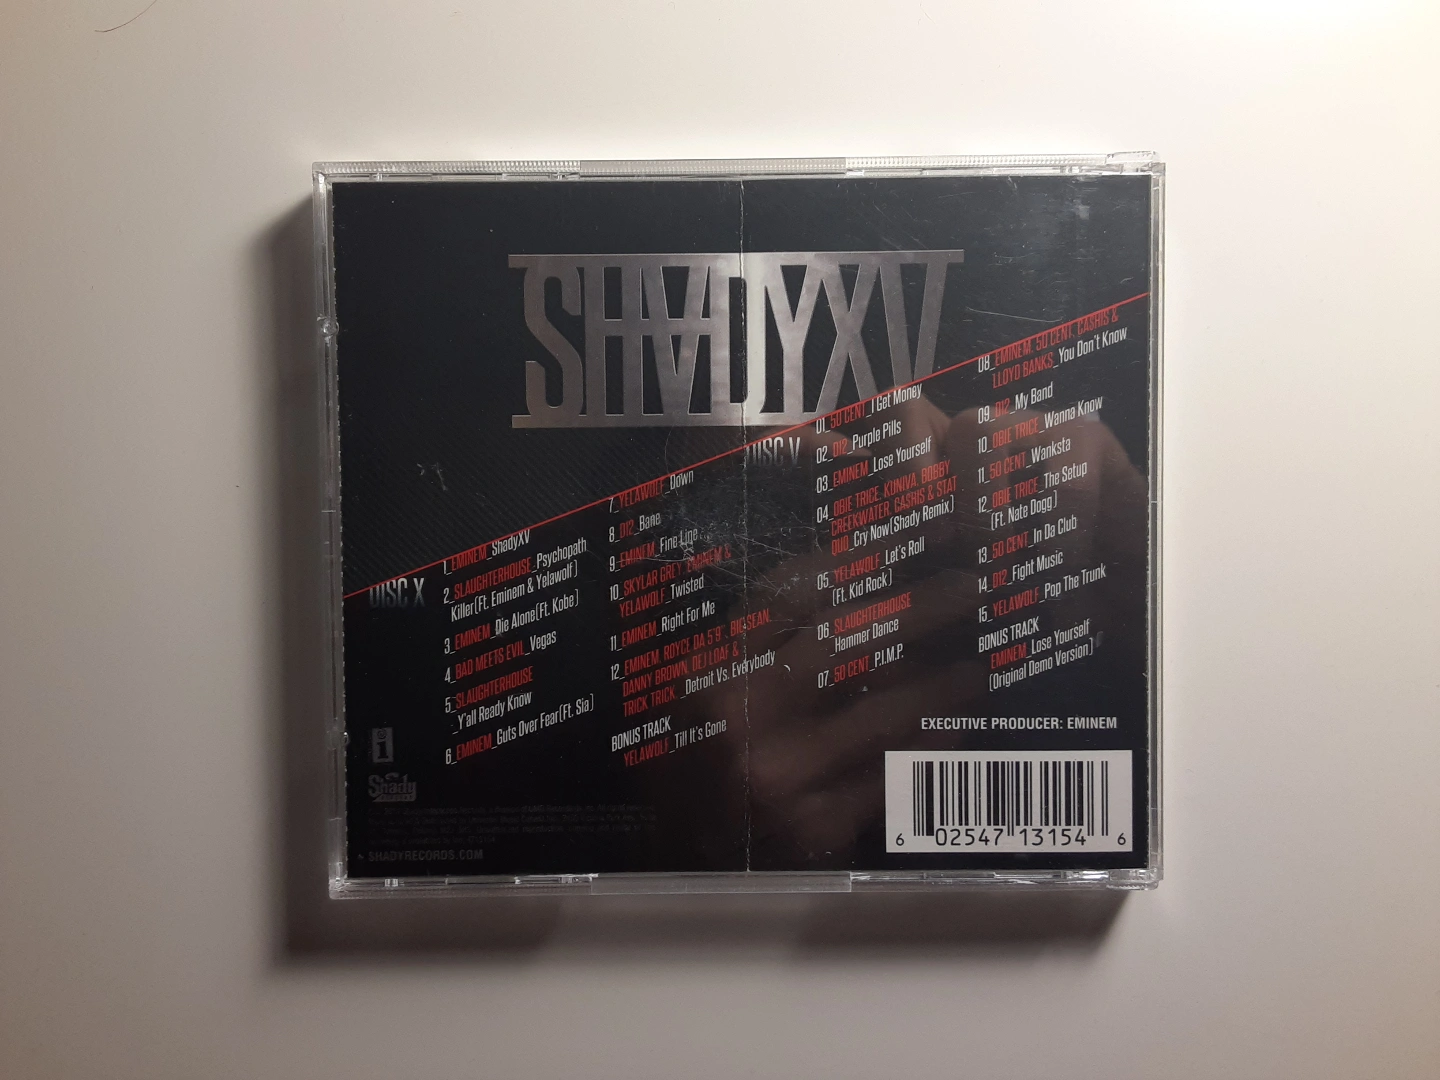 SHADYXV
DISC X
1_EMINEM_ShadyXV
2_SLAUGHTERHOUSE_Psychopath
Killer(Ft. Eminem & Yelawolf)
3_EMINEM_Die Alone(Ft. Kobe)
4_BAD MEETS EVIL_Vegas
5_SLAUGHTERHOUSE
_Y'all Ready Know
6_EMINEM_Guts Over Fear(Ft. Sia)
7_YELAWOLF_Down
8_D12_Bane
9_EMINEM_Fine Line
10_SKYLAR GREY, EMINEM &
YELAWOLF_Twisted
11_EMINEM_Right For Me
12_EMINEM, ROYCE DA 5'9", BIG SEAN,
DANNY BROWN, DEJ LOAF &
TRICK TRICK _Detroit Vs. Everybody
BONUS TRACK
YELAWOLF_Till It's Gone
DISC V
01_50 CENT_I Get Money
02_D12_Purple Pills
03_EMINEM_Lose Yourself
04_OBIE TRICE, KUNIVA, BOBBY
CREEKWATER, CASHIS & STAT
QUO_Cry Now(Shady Remix)
05_YELAWOLF_Let's Roll
(Ft. Kid Rock)
06_SLAUGHTERHOUSE
_Hammer Dance
07_50 CENT_P.I.M.P.
08_EMINEM, 50 CENT, CASHIS &
LLOYD BANKS_You Don't Know
09_D12_My Band
10_OBIE TRICE_Wanna Know
11_50 CENT_Wanksta
12_OBIE TRICE_The Setup
(Ft. Nate Dogg)
13_50 CENT_In Da Club
14_D12_Fight Music
15_YELAWOLF_Pop The Trunk
BONUS TRACK
EMINEM_Lose Yourself
(Original Demo Version)
EXECUTIVE PRODUCER: EMINEM
i
Shady
SHADYRECORDS.COM
6 02547 13154 6